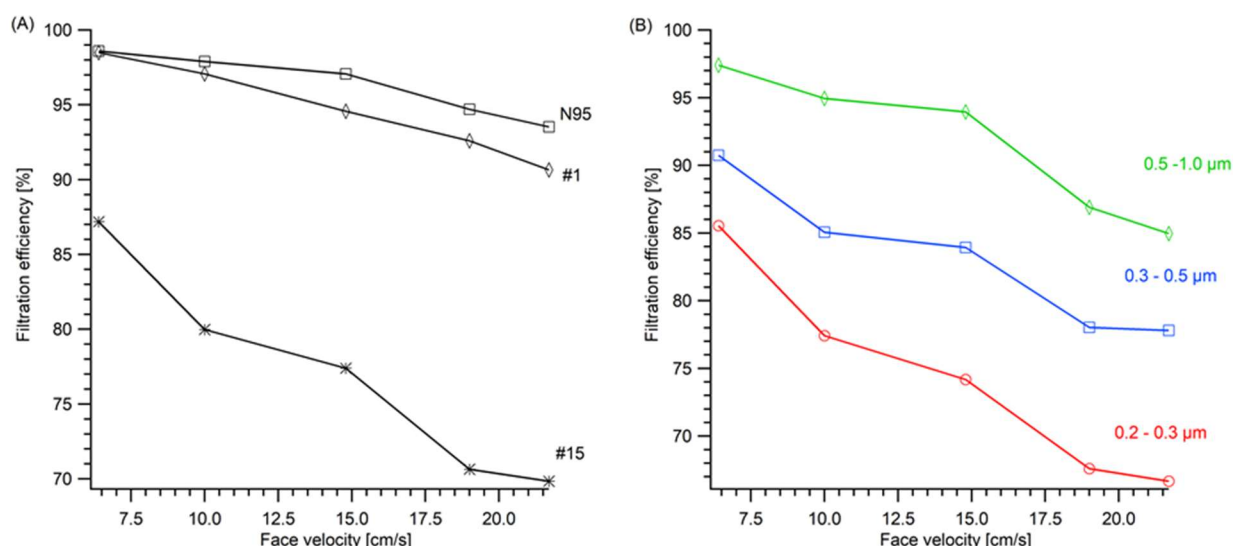 (A)
100
95
90
85
80
75
70
Filtration efficiency [%]
N95
#1
#15
7.5 10.0 12.5 15.0 17.5 20.0
Face velocity [cm/s]
(B)
100
95
90
85
80
75
70
Filtration efficiency [%]
0.5 -1.0 µm
0.3 - 0.5 µm
0.2 - 0.3 µm
7.5 10.0 12.5 15.0 17.5 20.0
Face velocity [cm/s]